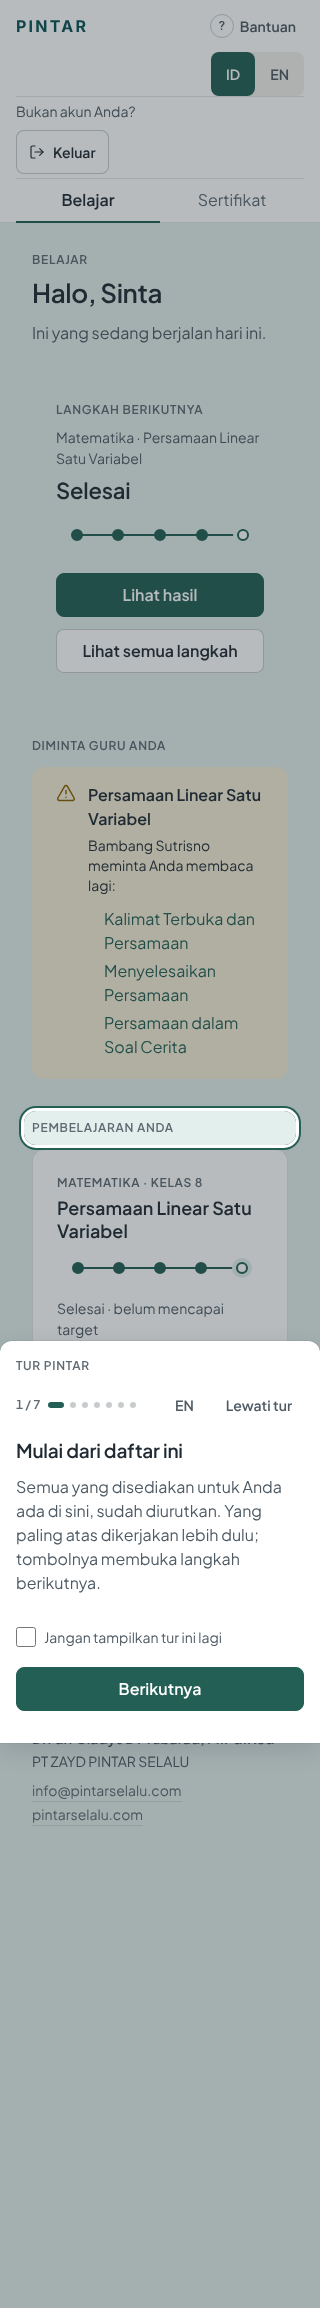 PINTAR
? Bantuan
ID EN
Bukan akun Anda?
Keluar
Belajar Sertifikat
BELAJAR
Halo, Sinta
Ini yang sedang berjalan hari ini.
LANGKAH BERIKUTNYA
Matematika · Persamaan Linear
Satu Variabel
Selesai
Lihat hasil
Lihat semua langkah
DIMINTA GURU ANDA
Persamaan Linear Satu
Variabel
Bambang Sutrisno
meminta Anda membaca
lagi:
Kalimat Terbuka dan
Persamaan
Menyelesaikan
Persamaan
Persamaan dalam
Soal Cerita
PEMBELAJARAN ANDA
MATEMATIKA · KELAS 8
Persamaan Linear Satu
Variabel
Selesai · belum mencapai
target
TUR PINTAR
1 / 7 EN Lewati tur
Mulai dari daftar ini
Semua yang disediakan untuk Anda
ada di sini, sudah diurutkan. Yang
paling atas dikerjakan lebih dulu;
tombolnya membuka langkah
berikutnya.
Jangan tampilkan tur ini lagi
Berikutnya
PT ZAYD PINTAR SELALU
info@pintarselalu.com
pintarselalu.com